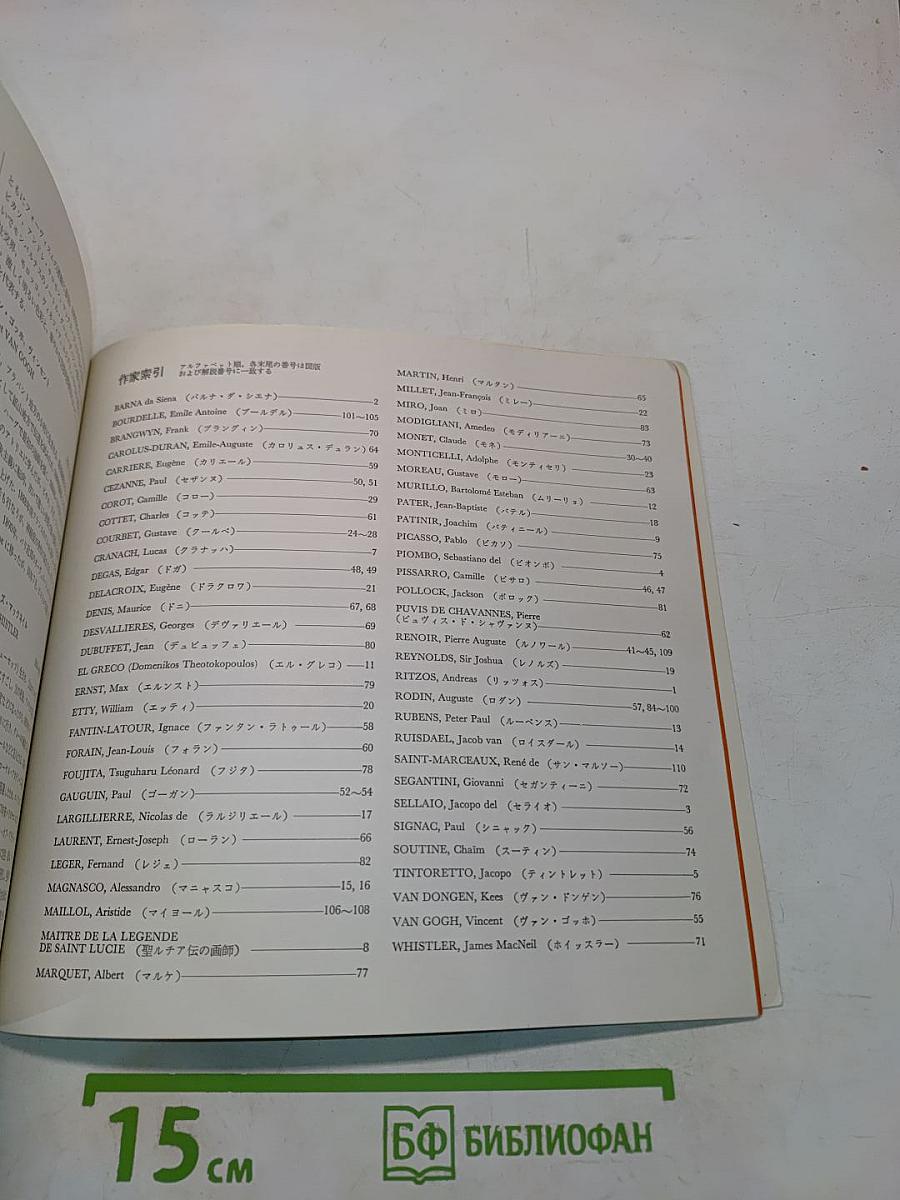 VAN GOGH
作家索引
アルファベット順。各末尾の番号は図版
および解説番号に一致する
BARNA da Siena （バルナ・ダ・シエナ）—2
BOURDELLE, Emile Antoine （ブールデル）—101〜105
BRANGWYN, Frank （ブラングィン）—70
CAROLUS-DURAN, Emile-Auguste （カロリュス・デュラン） 64
CARRIERE, Eugène （カリエール）—59
CEZANNE, Paul （セザンヌ）—50, 51
COROT, Camille （コロー）—29
COTTET, Charles （コッテ）—61
COURBET, Gustave （クールベ）—24〜28
CRANACH, Lucas （クラナッハ）—7
DEGAS, Edgar （ドガ）—48, 49
DELACROIX, Eugène （ドラクロワ）—21
DENIS, Maurice （ドニ）—67, 68
DESVALLIERES, Georges （デヴァリエール）—69
DUBUFFET, Jean （デュビュッフェ）—80
EL GRECO (Domenikos Theotokopoulos) （エル・グレコ）—11
ERNST, Max （エルンスト）—79
ETTY, William （エッティ）—20
FANTIN-LATOUR, Ignace （ファンタン・ラトゥール）—58
FORAIN, Jean-Louis （フォラン）—60
FOUJITA, Tsuguharu Léonard （フジタ）—78
GAUGUIN, Paul （ゴーガン）—52〜54
LARGILLIERRE, Nicolas de （ラルジリエール）—17
LAURENT, Ernest-Joseph （ローラン）—66
LEGER, Fernand （レジェ）—82
MAGNASCO, Alessandro （マニャスコ）—15, 16
MAILLOL, Aristide （マイヨール）—106〜108
MAITRE DE LA LEGENDE
DE SAINT LUCIE （聖ルチア伝の画師）—8
MARQUET, Albert （マルケ）—77
MARTIN, Henri （マルタン）—65
MILLET, Jean-François （ミレー）—22
MIRO, Joan （ミロ）—83
MODIGLIANI, Amedeo （モディリアーニ）—73
MONET, Claude （モネ）—30〜40
MONTICELLI, Adolphe （モンティセリ）—23
MOREAU, Gustave （モロー）—63
MURILLO, Bartolomé Esteban （ムリーリョ）—12
PATER, Jean-Baptiste （パテル）—18
PATINIR, Joachim （パティニール）—9
PICASSO, Pablo （ピカソ）—75
PIOMBO, Sebastiano del （ピオンボ）—4
PISSARRO, Camille （ピサロ）—46, 47
POLLOCK, Jackson （ポロック）—81
PUVIS DE CHAVANNES, Pierre
（ピュヴィス・ド・シャヴァンヌ）—62
RENOIR, Pierre Auguste （ルノワール）—41〜45, 109
REYNOLDS, Sir Joshua （レノルズ）—19
RITZOS, Andreas （リッツォス）—1
RODIN, Auguste （ロダン）—57, 84〜100
RUBENS, Peter Paul （ルーベンス）—13
RUISDAEL, Jacob van （ロイスダール）—14
SAINT-MARCEAUX, René de （サン・マルソー）—110
SEGANTINI, Giovanni （セガンティーニ）—72
SELLAIO, Jacopo del （セライオ）—3
SIGNAC, Paul （シニャック）—56
SOUTINE, Chaïm （スーティン）—74
TINTORETTO, Jacopo （ティントレット）—5
VAN DONGEN, Kees （ヴァン・ドンゲン）—76
VAN GOGH, Vincent （ヴァン・ゴッホ）—55
WHISTLER, James MacNeil （ホイッスラー）—71
15 см
БФ БИБЛИОФАН